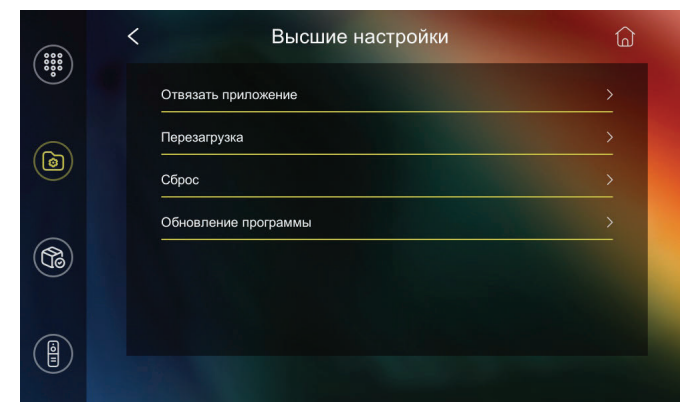 Высшие настройки
Отвязать приложение
Перезагрузка
Сброс
Обновление программы